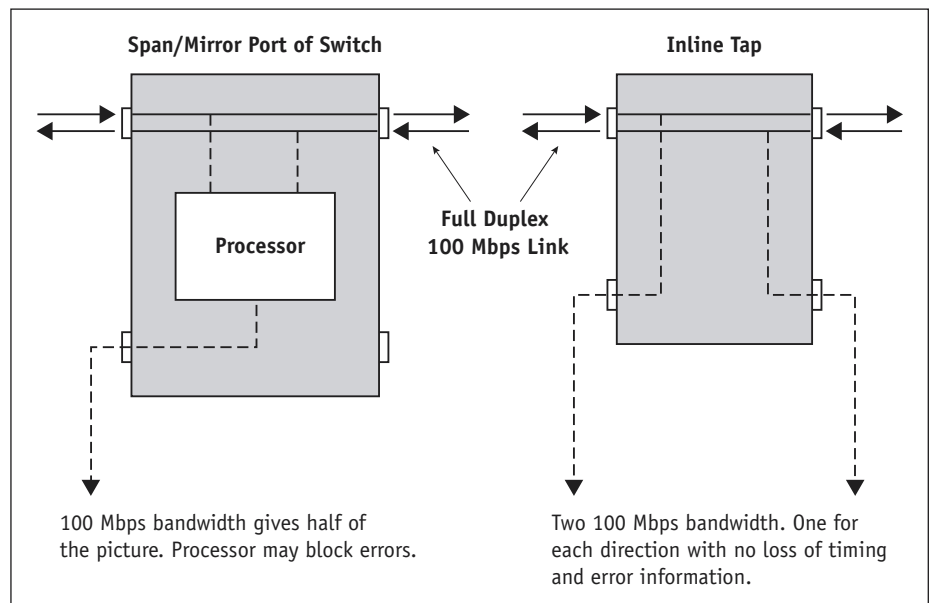 Span/Mirror Port of Switch
Inline Tap
Processor
Full Duplex
100 Mbps Link
100 Mbps bandwidth gives half of
the picture. Processor may block errors.
Two 100 Mbps bandwidth. One for
each direction with no loss of timing
and error information.